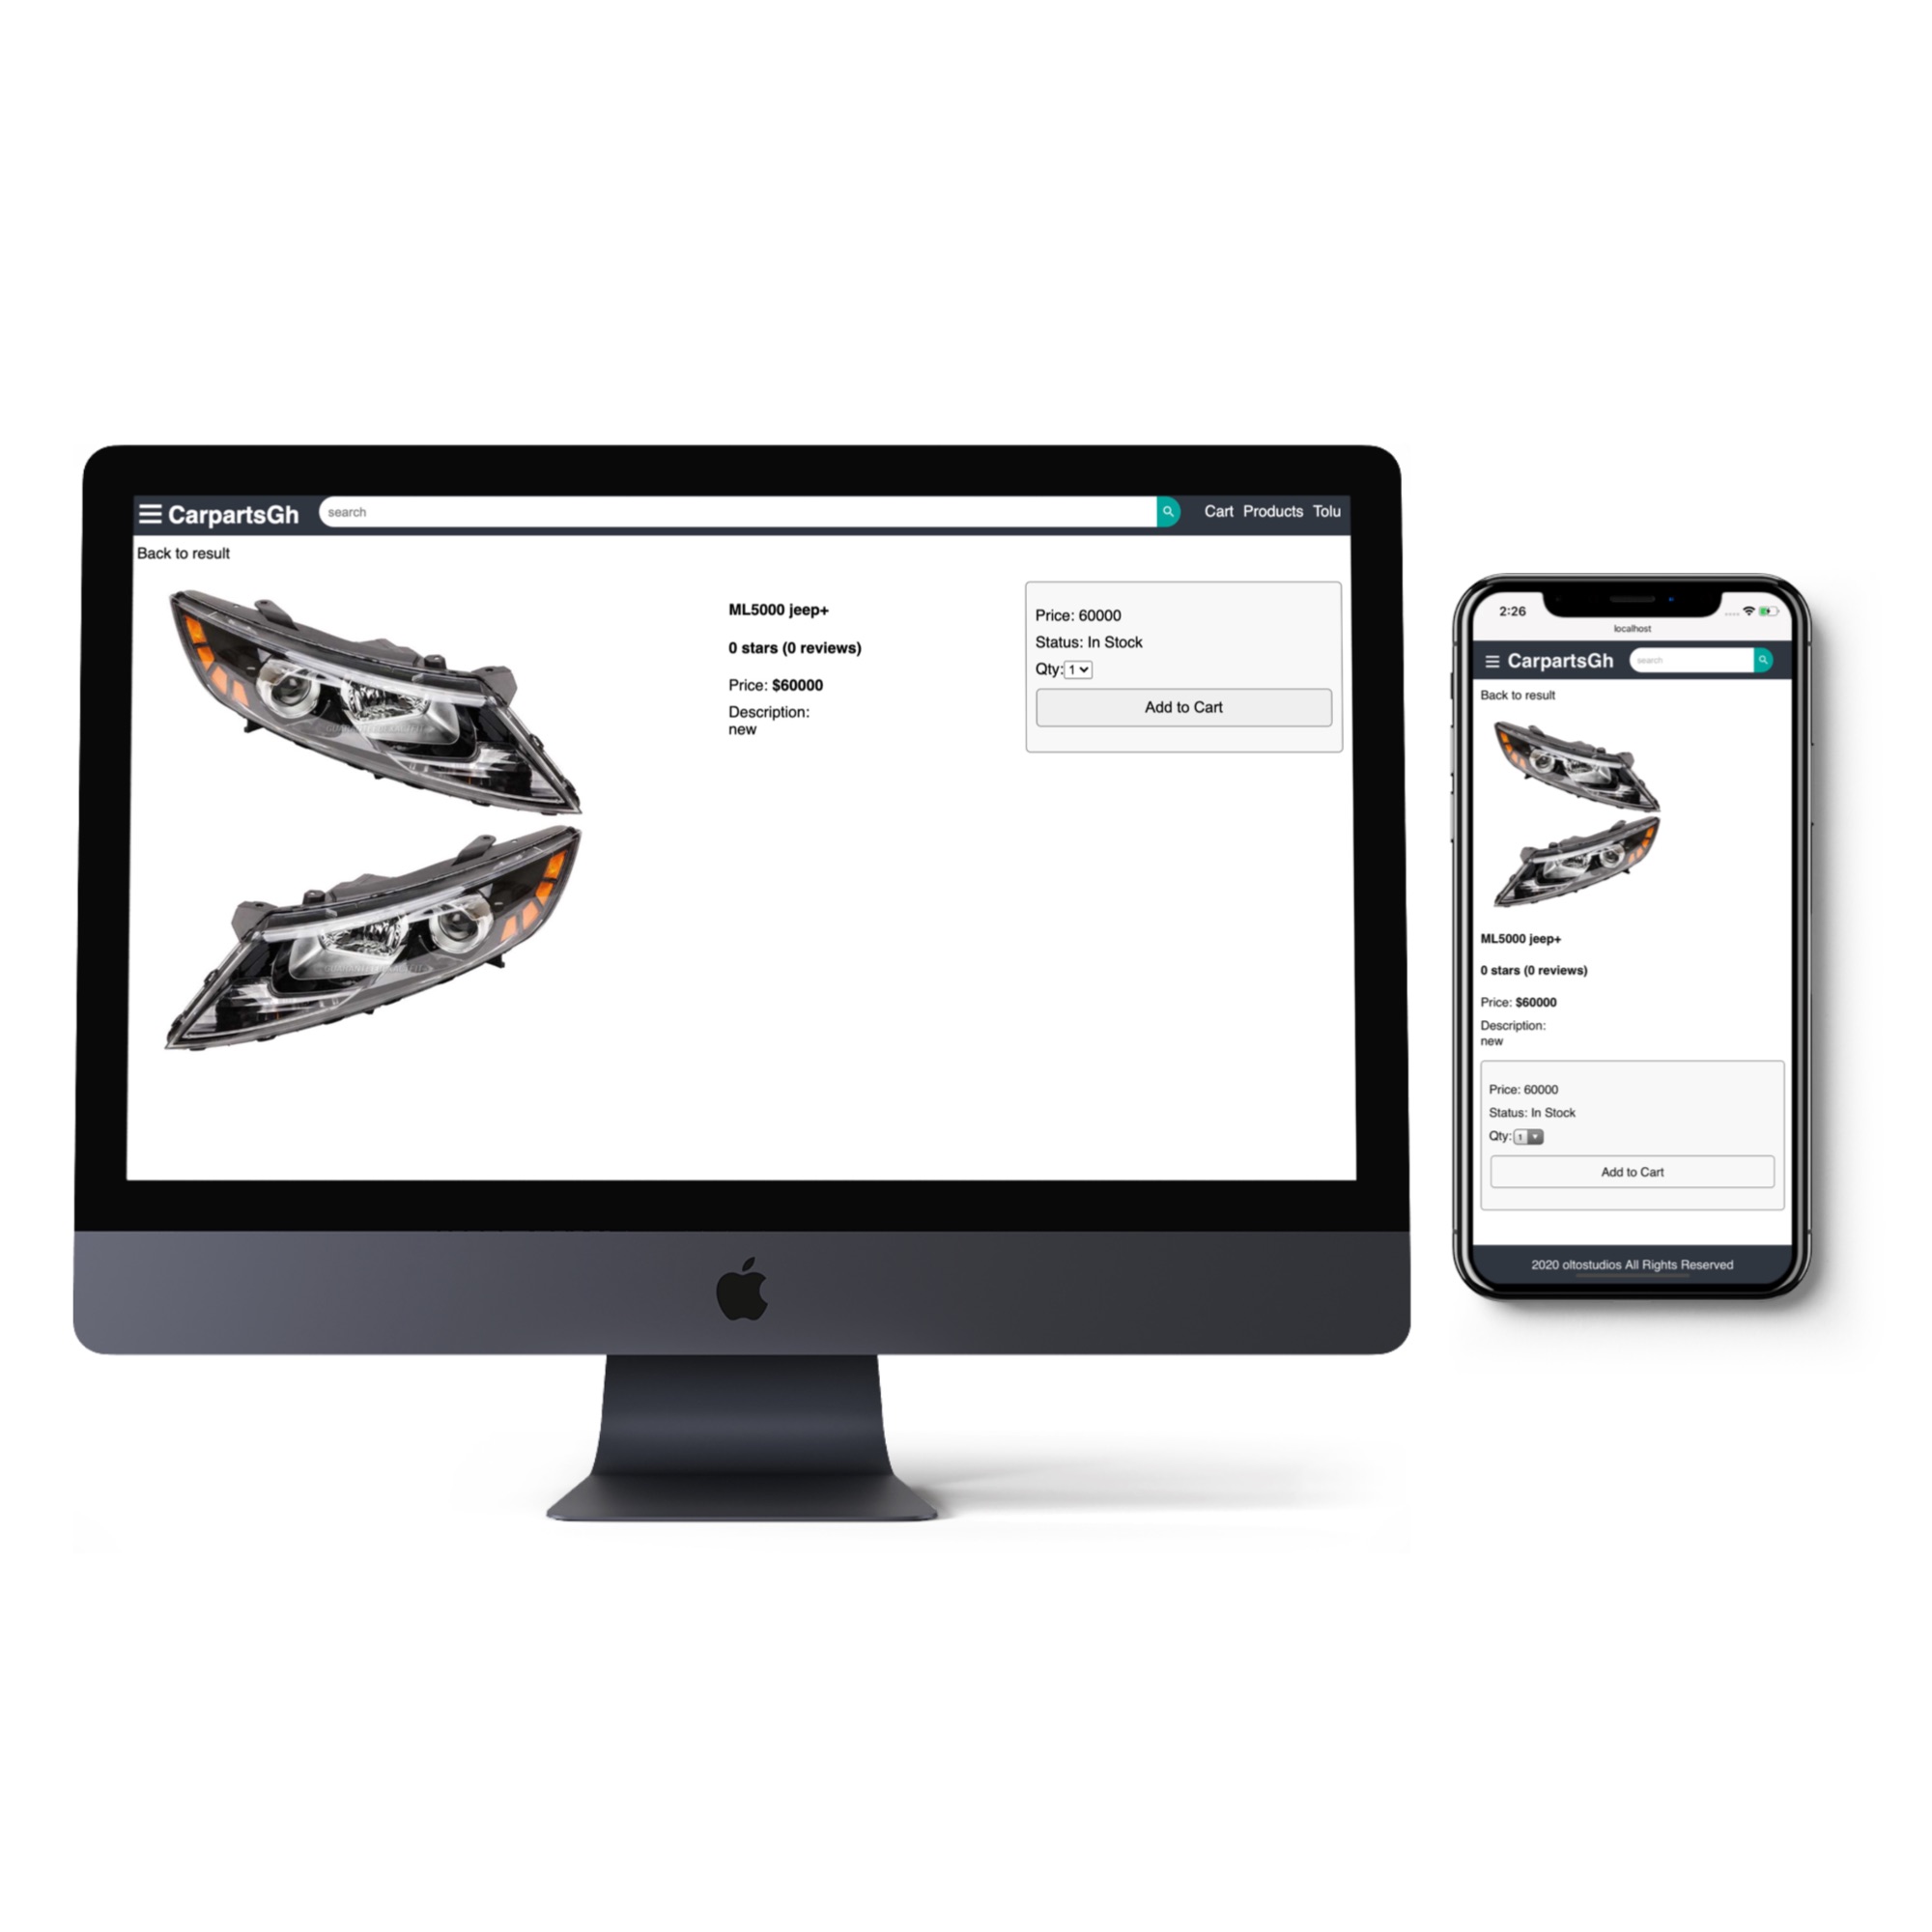 CarpartsGh search Cart Products Tolu
Back to result
ML5000 jeep+
0 stars (0 reviews)
Price: $60000
Description:
new
Price: 60000
Status: In Stock
Qty: 1
Add to Cart
2:26
localhost
CarpartsGh search
Back to result
ML5000 jeep+
0 stars (0 reviews)
Price: $60000
Description:
new
Price: 60000
Status: In Stock
Qty: 1
Add to Cart
2020 oltostudios All Rights Reserved